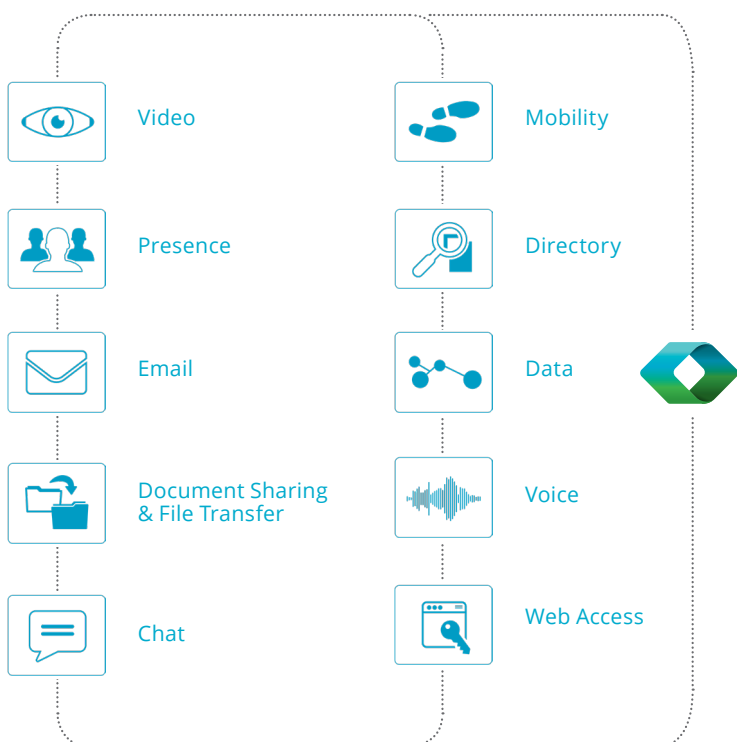 Video
Presence
Email
Document Sharing
& File Transfer
Chat
Mobility
Directory
Data
Voice
Web Access